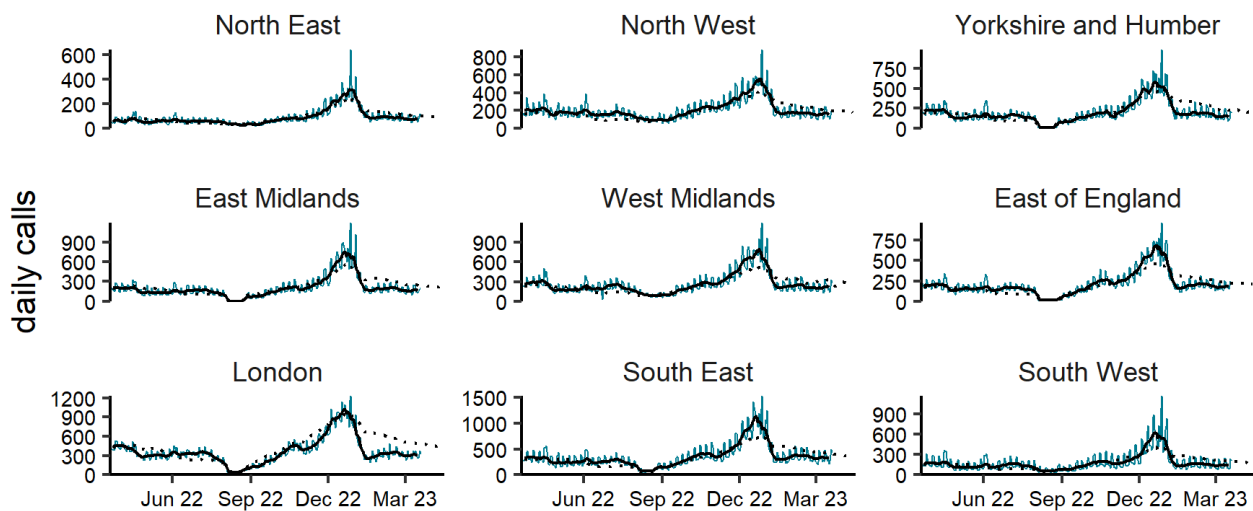 North East North West Yorkshire and Humber
600 800 750
400 600 500
200 400 250
0 200 0
0
East Midlands West Midlands East of England
900 900 750
600 600 500
300 300 250
0 0 0
daily calls
London South East South West
1200 1500 900
900 1000 600
600 500 300
300 0 0
0
Jun 22 Sep 22 Dec 22 Mar 23 Jun 22 Sep 22 Dec 22 Mar 23 Jun 22 Sep 22 Dec 22 Mar 23